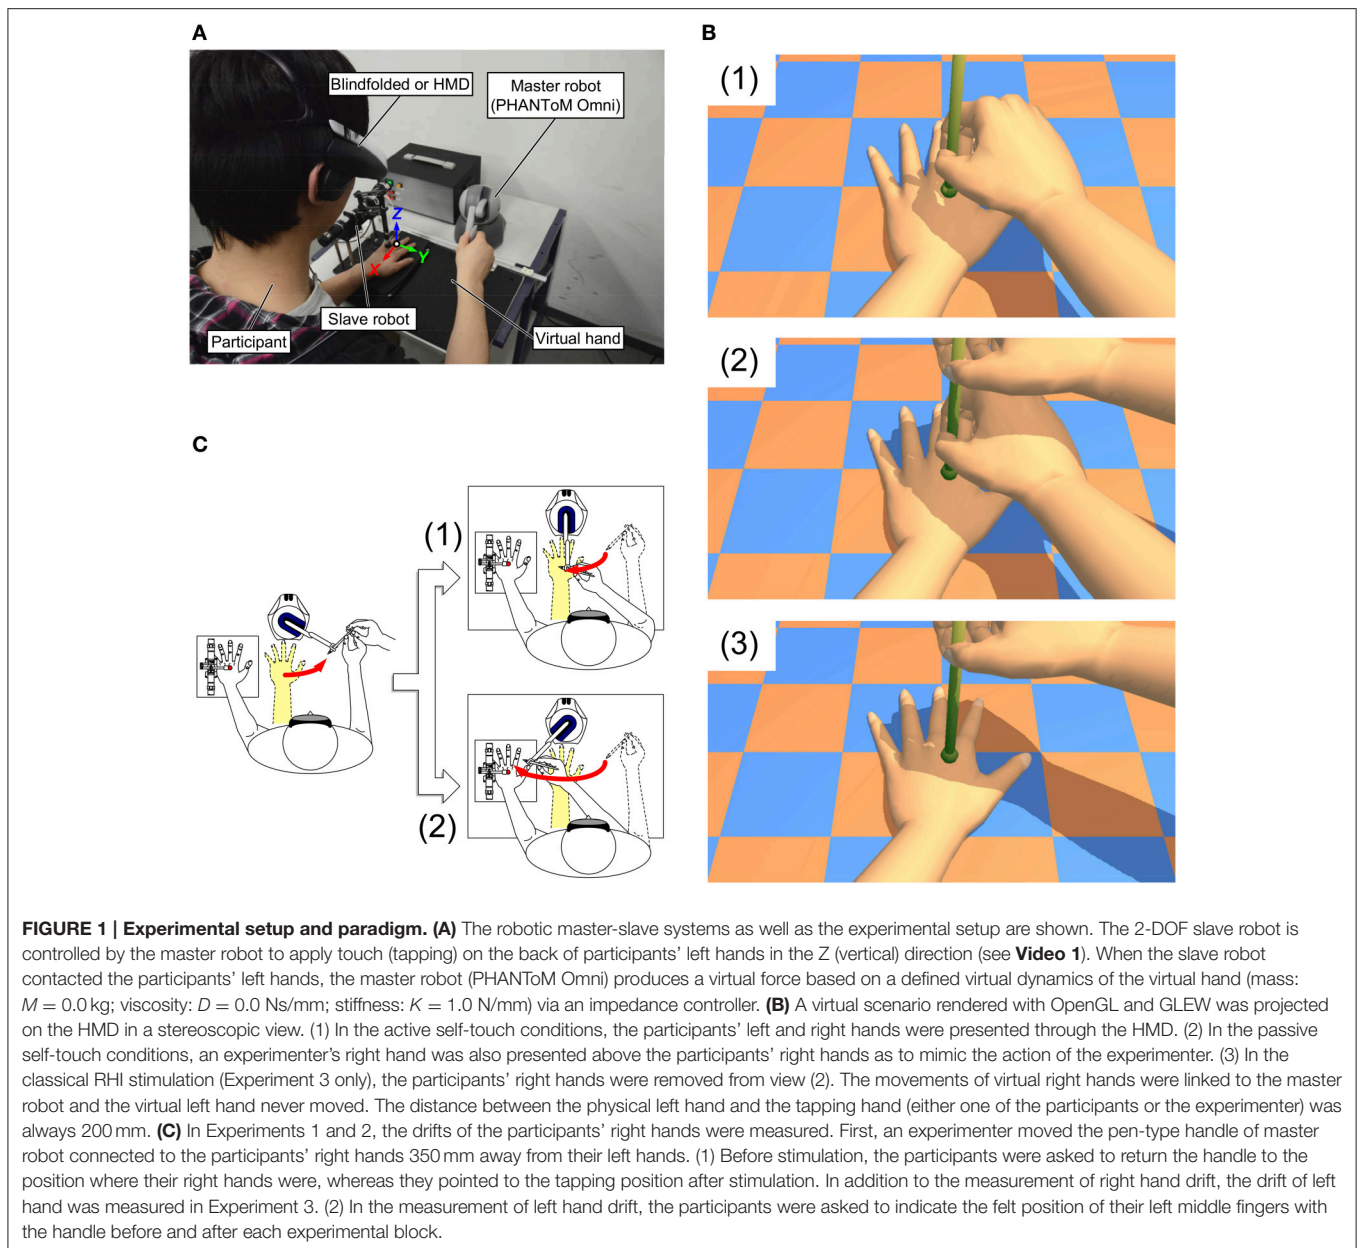 A
Blindfolded or HMD
Master robot
(PHANToM Omni)
Z
X
Y
Slave robot
Participant
Virtual hand
B
(1)
(2)
(3)
C
(1)
(2)
FIGURE 1 | Experimental setup and paradigm. (A) The robotic master-slave systems as well as the experimental setup are shown. The 2-DOF slave robot is
controlled by the master robot to apply touch (tapping) on the back of participants' left hands in the Z (vertical) direction (see Video 1). When the slave robot
contacted the participants' left hands, the master robot (PHANToM Omni) produces a virtual force based on a defined virtual dynamics of the virtual hand (mass:
M = 0.0 kg; viscosity: D = 0.0 Ns/mm; stiffness: K = 1.0 N/mm) via an impedance controller. (B) A virtual scenario rendered with OpenGL and GLEW was projected
on the HMD in a stereoscopic view. (1) In the active self-touch conditions, the participants' left and right hands were presented through the HMD. (2) In the passive
self-touch conditions, an experimenter's right hand was also presented above the participants' right hands as to mimic the action of the experimenter. (3) In the
classical RHI stimulation (Experiment 3 only), the participants' right hands were removed from view (2). The movements of virtual right hands were linked to the master
robot and the virtual left hand never moved. The distance between the physical left hand and the tapping hand (either one of the participants or the experimenter) was
always 200 mm. (C) In Experiments 1 and 2, the drifts of the participants' right hands were measured. First, an experimenter moved the pen-type handle of master
robot connected to the participants' right hands 350 mm away from their left hands. (1) Before stimulation, the participants were asked to return the handle to the
position where their right hands were, whereas they pointed to the tapping position after stimulation. In addition to the measurement of right hand drift, the drift of left
hand was measured in Experiment 3. (2) In the measurement of left hand drift, the participants were asked to indicate the felt position of their left middle fingers with
the handle before and after each experimental block.